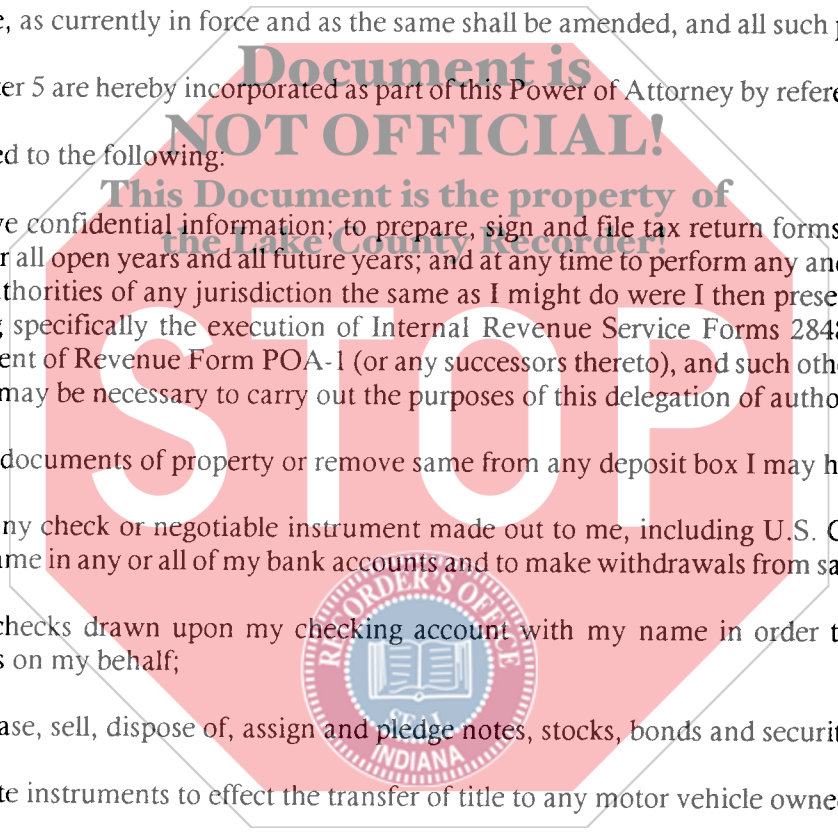 , as currently in force and as the same shall be amended, and all such
Document is
er 5 are hereby incorporated as part of this Power of Attorney by refere
NOT OFFICIAL!
ed to the following:
This Document is the property of
ve confidential information; to prepare, sign and file tax return forms
the Lake County Recorder!
r all open years and all future years; and at any time to perform any an
thorities of any jurisdiction the same as I might do were I then prese
specifically the execution of Internal Revenue Service Forms 284
ent of Revenue Form POA-1 (or any successors thereto), and such oth
may be necessary to carry out the purposes of this delegation of autho
STOP
documents of property or remove same from any deposit box I may h
ny check or negotiable instrument made out to me, including U.S.
me in any or all of my bank accounts and to make withdrawals from sa
RECORDER'S OFFICE
checks drawn upon my checking account with my name in order t
s on my behalf;
SEAL
ase, sell, dispose of, assign and pledge notes, stocks, bonds and securit
INDIANA
te instruments to effect the transfer of title to any motor vehicle owne